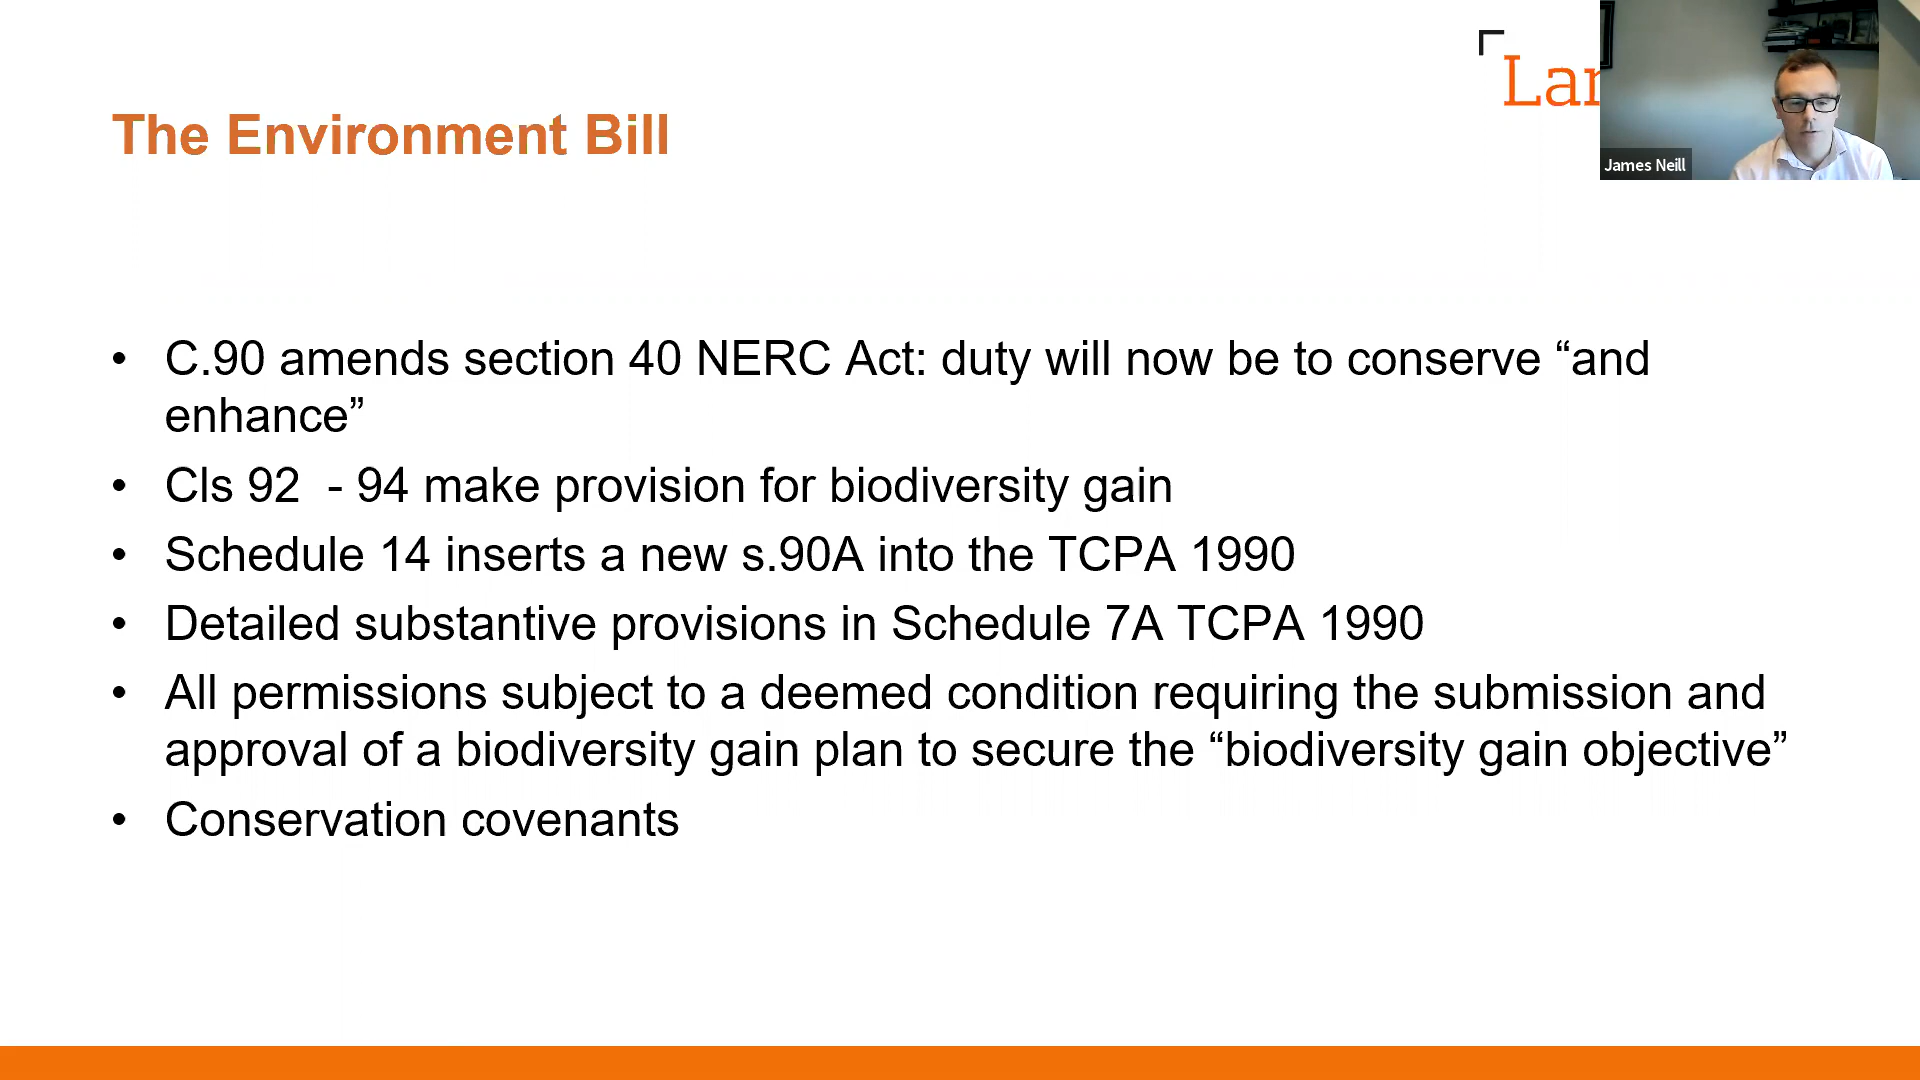 Lan
James Neill
The Environment Bill
• C.90 amends section 40 NERC Act: duty will now be to conserve “and
enhance”
• Cls 92  - 94 make provision for biodiversity gain
• Schedule 14 inserts a new s.90A into the TCPA 1990
• Detailed substantive provisions in Schedule 7A TCPA 1990
• All permissions subject to a deemed condition requiring the submission and
approval of a biodiversity gain plan to secure the “biodiversity gain objective”
• Conservation covenants